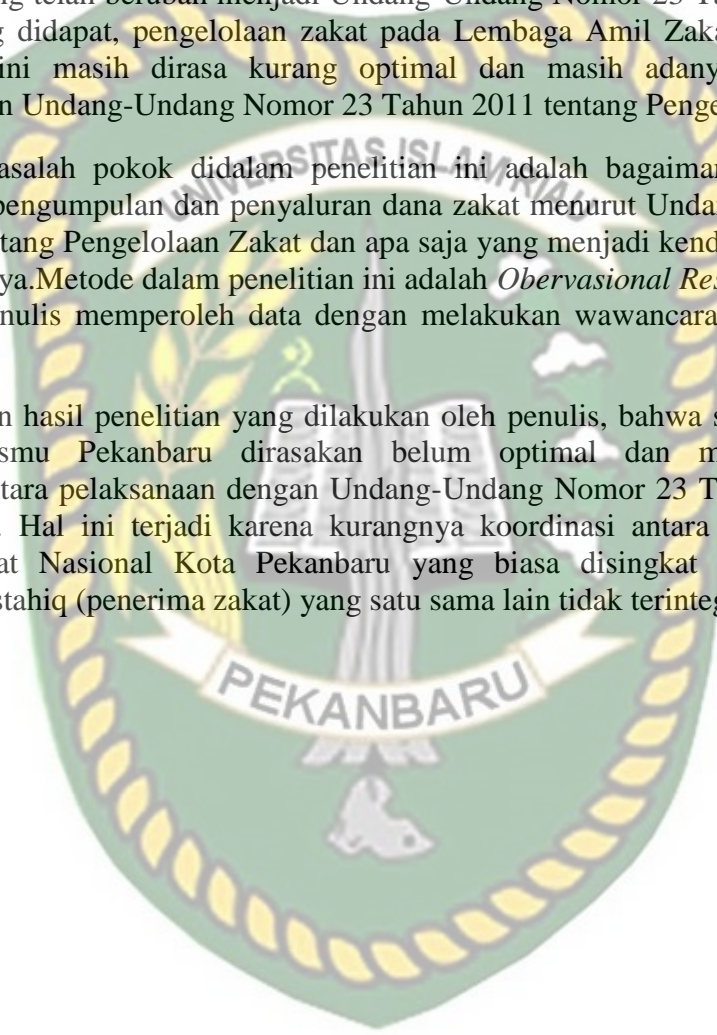 telah berubah menjadi Undang-Undang Nomor 23
didapat, pengelolaan zakat pada Lembaga Amil Zaka
ini masih dirasa kurang optimal dan masih adany
n Undang-Undang Nomor 23 Tahun 2011 tentang Penge
asalah pokok didalam penelitian ini adalah bagaiman
pengumpulan dan penyaluran dana zakat menurut Undan
tang Pengelolaan Zakat dan apa saja yang menjadi kend
ya.Metode dalam penelitian ini adalah Obervasional Res
nulis memperoleh data dengan melakukan wawancara
n hasil penelitian yang dilakukan oleh penulis, bahwa s
smu Pekanbaru dirasakan belum optimal dan m
tara pelaksanaan dengan Undang-Undang Nomor 23 T
Hal ini terjadi karena kurangnya koordinasi antara
at Nasional Kota Pekanbaru yang biasa disingkat
stahiq (penerima zakat) yang satu sama lain tidak terinteg
UNIVERSITAS ISLAM RIAU
PEKANBARU